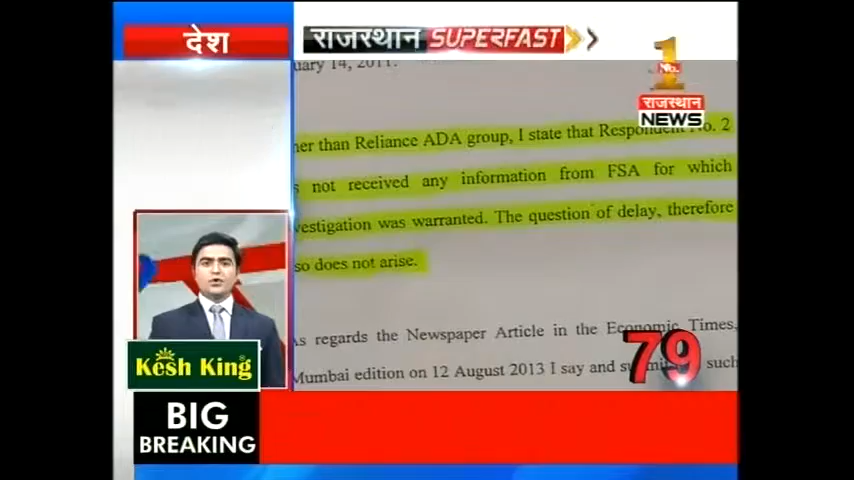 देश
राजस्थान SUPERFAST
No. 1
राजस्थान
NEWS
uary 14, 2011.
her than Reliance ADA group, I state that Respondent No. 2
s not received any information from FSA for which
vestigation was warranted. The question of delay, therefore
so does not arise.
As regards the Newspaper Article in the Economic Times,
Mumbai edition on 12 August 2013 I say and such
79
Kesh King
BIG
BREAKING